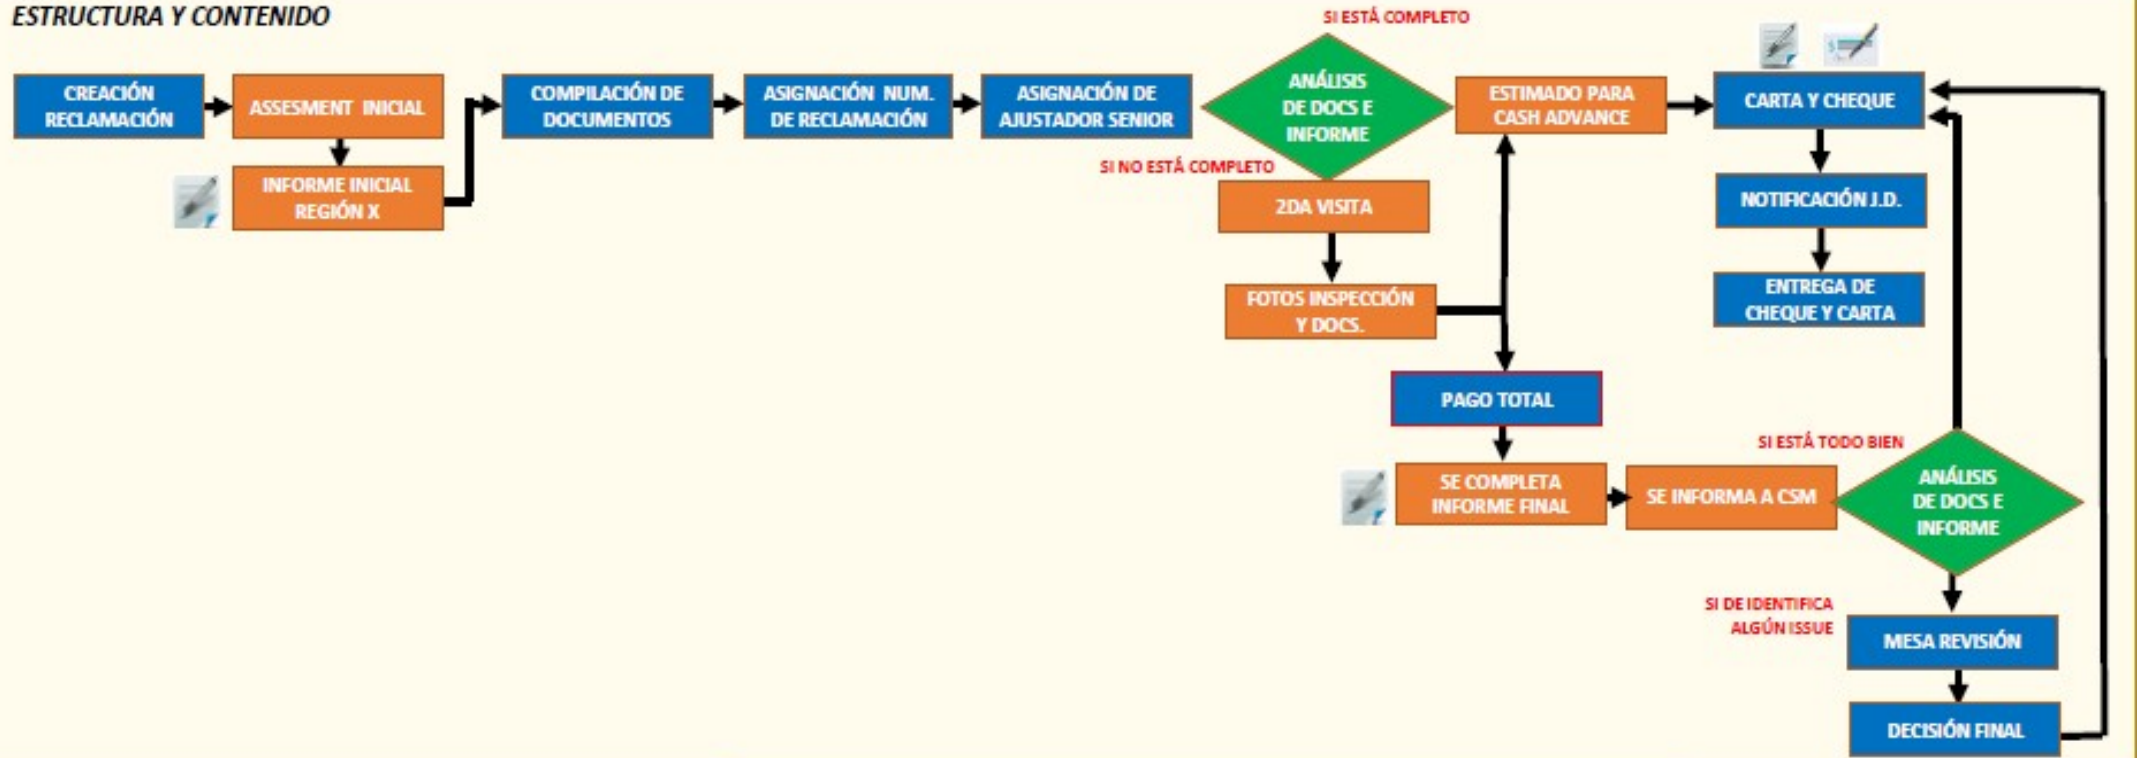 ESTRUCTURA Y CONTENIDO
CREACIÓN
RECLAMACIÓN
ASSESMENT INICIAL
INFORME INICIAL
REGIÓN X
COMPILACIÓN DE
DOCUMENTOS
ASIGNACIÓN NUM.
DE RECLAMACIÓN
ASIGNACIÓN DE
AJUSTADOR SENIOR
SI ESTÁ COMPLETO
ANÁLISIS
DE DOCS E
INFORME
SI NO ESTÁ COMPLETO
2DA VISITA
FOTOS INSPECCIÓN
Y DOCS.
ESTIMADO PARA
CASH ADVANCE
CARTA Y CHEQUE
NOTIFICACIÓN J.D.
ENTREGA DE
CHEQUE Y CARTA
PAGO TOTAL
SE COMPLETA
INFORME FINAL
SE INFORMA A CSM
SI ESTÁ TODO BIEN
ANÁLISIS
DE DOCS E
INFORME
SI DE IDENTIFICA
ALGÚN ISSUE
MESA REVISIÓN
DECISIÓN FINAL